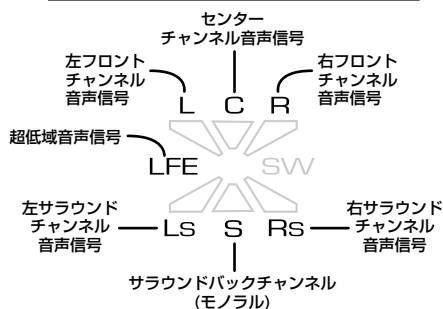 センター
チャンネル音声信号
左フロント
チャンネル
音声信号
右フロント
チャンネル
音声信号
L C R
超低域音声信号
LFE SW
左サラウンド
チャンネル
音声信号
LS S RS
右サラウンド
チャンネル
音声信号
サラウンドバックチャンネル
(モノラル)